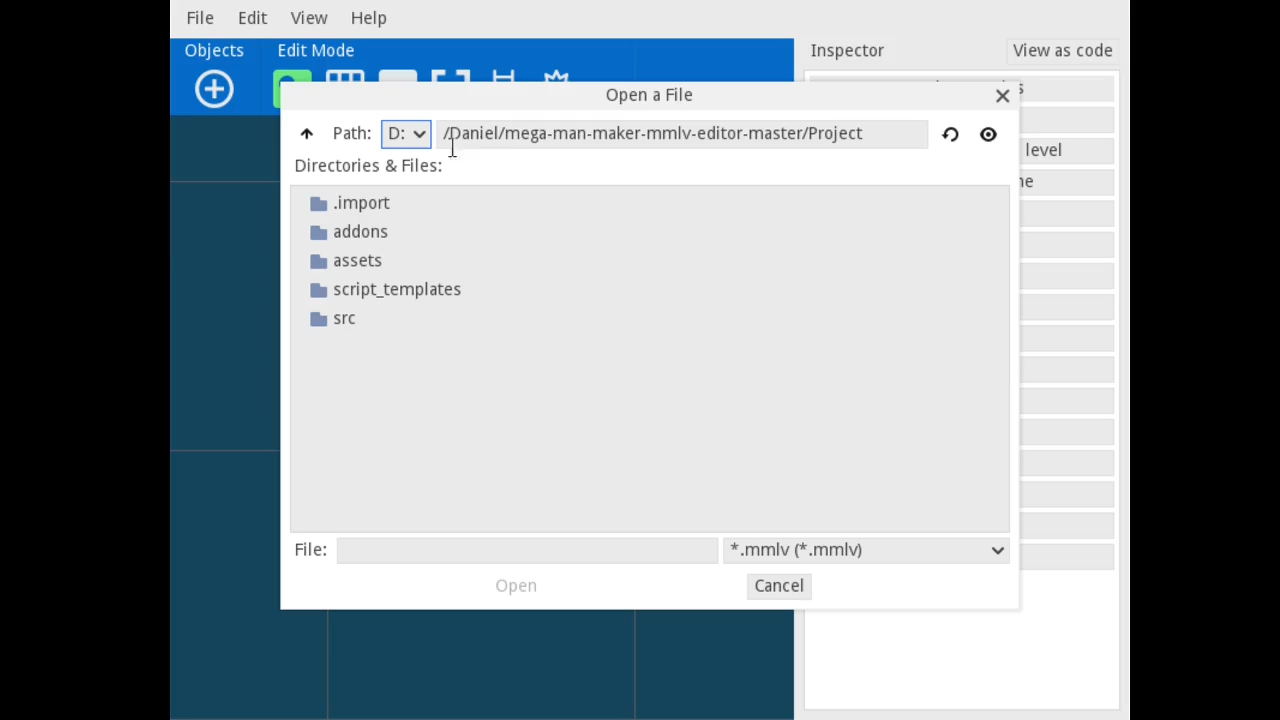 File Edit View Help
Objects Edit Mode Inspector View as code
Open a File
Path: D: /Daniel/mega-man-maker-mmlv-editor-master/Project
Directories & Files:
.import
addons
assets
script_templates
src
level
File: *.mmlv (*.mmlv)
Open Cancel